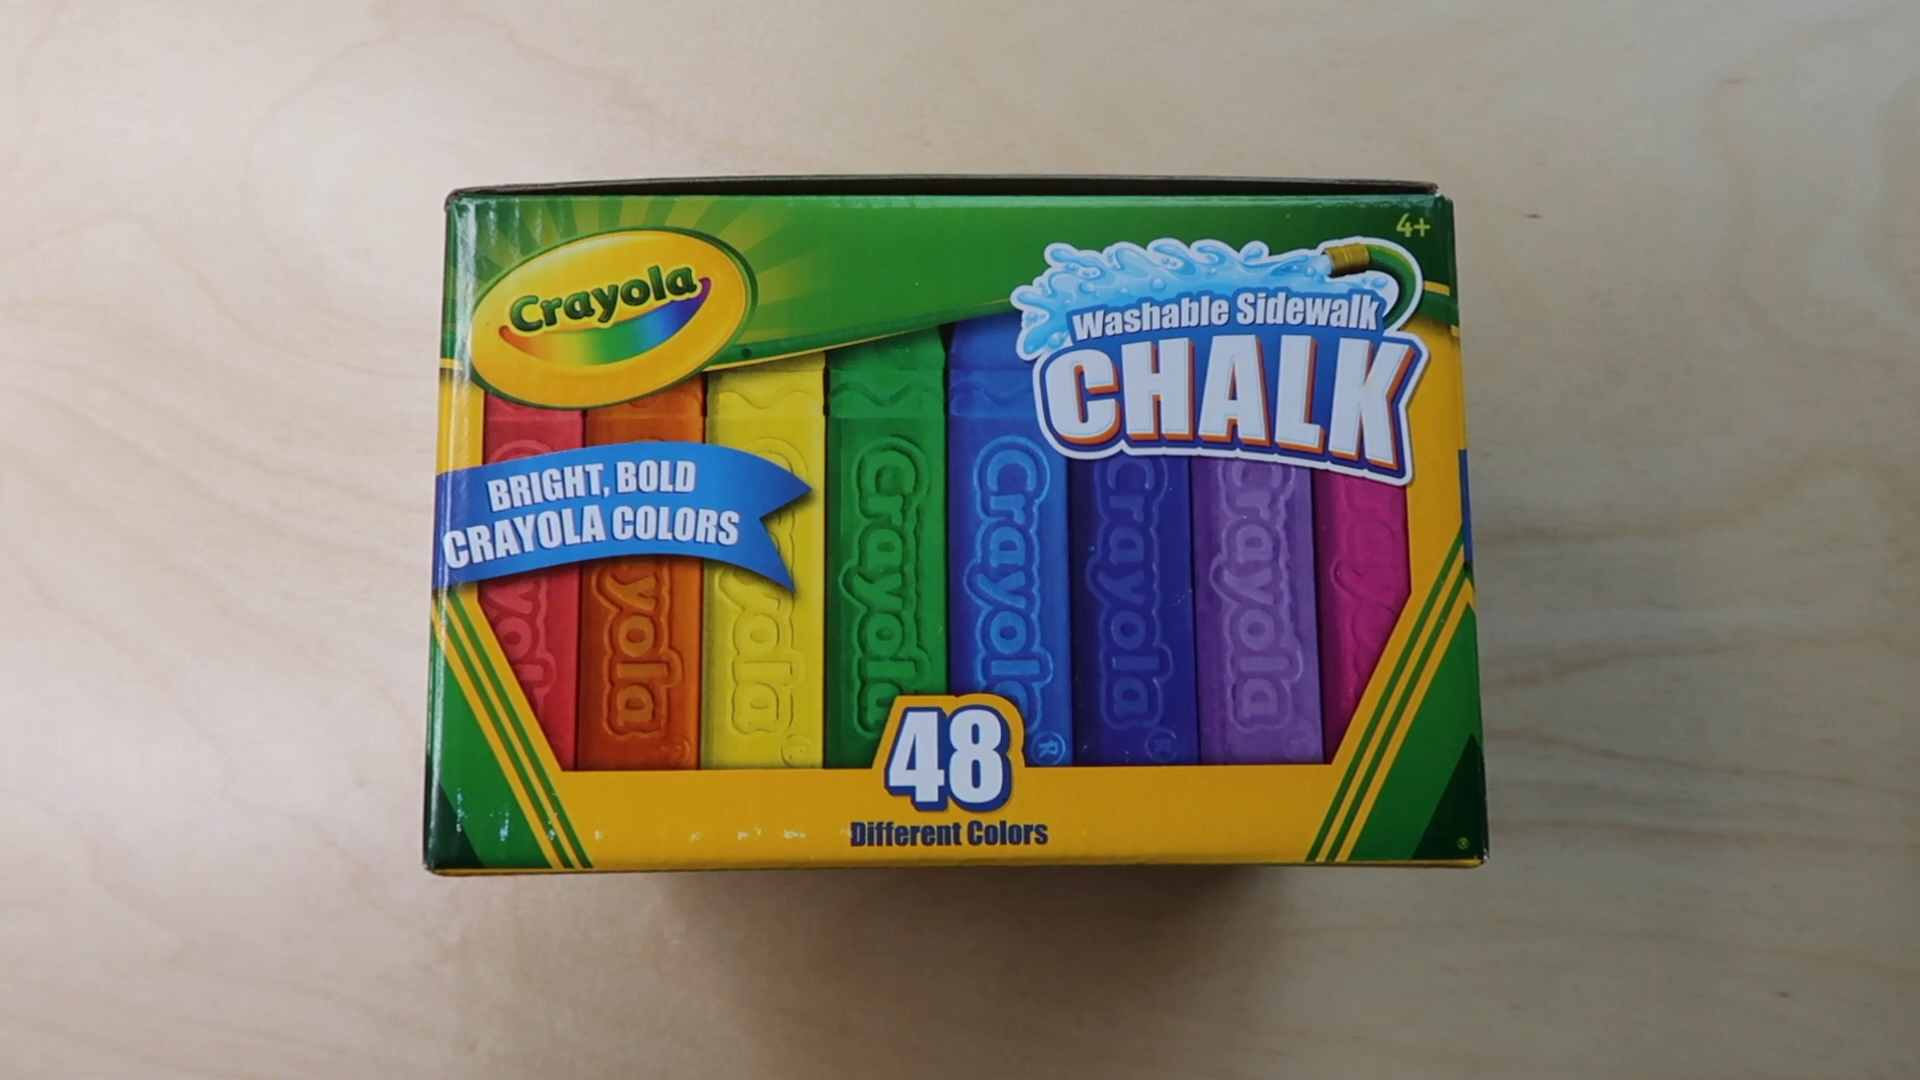 4+
Crayola
Washable Sidewalk
CHALK
BRIGHT, BOLD
CRAYOLA COLORS
Crayola
Crayola
Crayola
Crayola
48
Different Colors